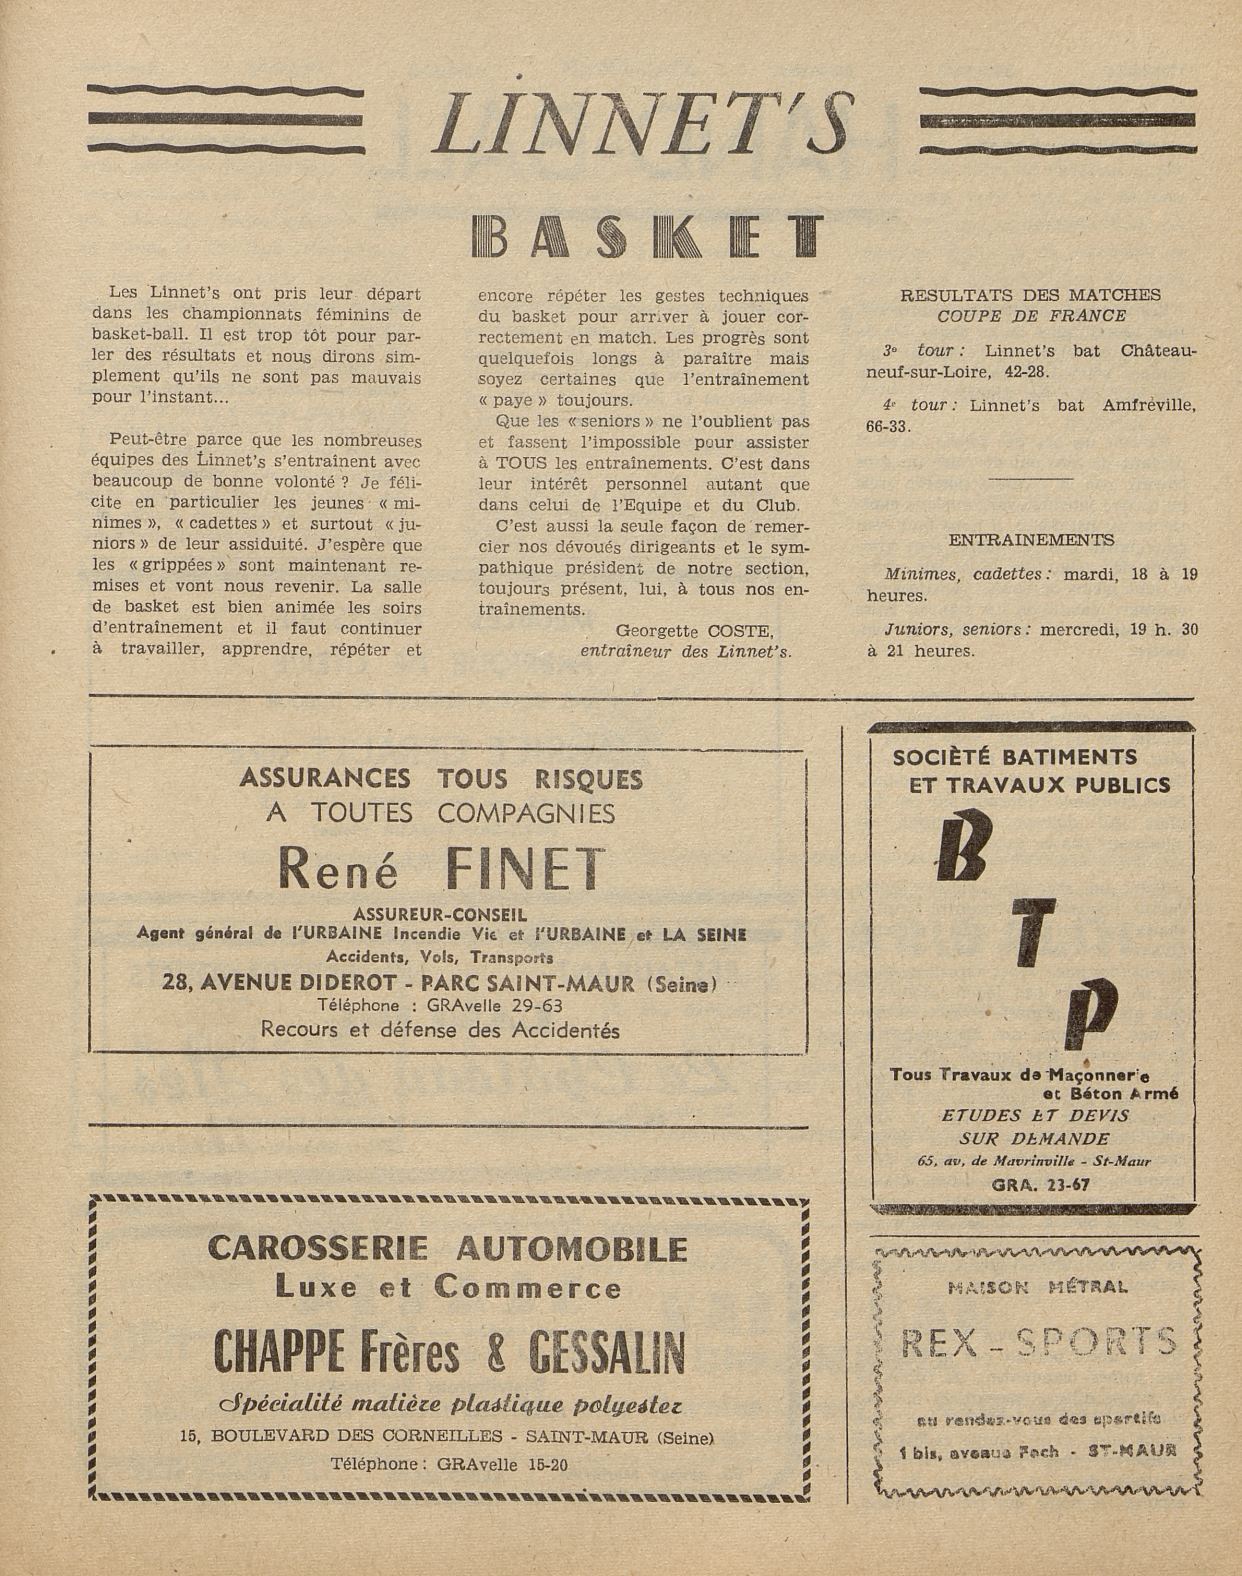 LINNET'S
BASKET
Les Linnet's ont pris leur départ
dans les championnats féminins de
basket-ball. Il est trop tôt pour par-
ler des résultats et nous dirons sim-
plement qu'ils ne sont pas mauvais
pour l'instant...
Peut-être parce que les nombreuses
équipes des Linnet's s'entraînent avec
beaucoup de bonne volonté ? Je féli-
cite en particulier les jeunes « mi-
nimes », « cadettes » et surtout « ju-
niors » de leur assiduité. J'espère que
les « grippées » sont maintenant re-
mises et vont nous revenir. La salle
de basket est bien animée les soirs
d'entraînement et il faut continuer
à travailler, apprendre, répéter et
encore répéter les gestes techniques
du basket pour arriver à jouer cor-
rectement en match. Les progrès sont
quelquefois longs à paraître mais
soyez certaines que l'entraînement
« paye » toujours.
Que les « seniors » ne l'oublient pas
et fassent l'impossible pour assister
à TOUS les entraînements. C'est dans
leur intérêt personnel autant que
dans celui de l'Equipe et du Club.
C'est aussi la seule façon de remer-
cier nos dévoués dirigeants et le sym-
pathique président de notre section,
toujours présent, lui, à tous nos en-
traînements.
Georgette COSTE,
entraîneur des Linnet's.
RESULTATS DES MATCHES
COUPE DE FRANCE
3e tour : Linnet's bat Château-
neuf-sur-Loire, 42-28.
4e tour : Linnet's bat Amfréville,
66-33.
ENTRAINEMENTS
Minimes, cadettes : mardi, 18 à 19
heures.
Juniors, seniors : mercredi, 19 h. 30
à 21 heures.
ASSURANCES TOUS RISQUES
A TOUTES COMPAGNIES
René FINET
ASSUREUR-CONSEIL
Agent général de l'URBAINE Incendie Vie et l'URBAINE et LA SEINE
Accidents, Vols, Transports
28, AVENUE DIDEROT - PARC SAINT-MAUR (Seine)
Téléphone : GRAvelle 29-63
Recours et défense des Accidentés
CAROSSERIE AUTOMOBILE
Luxe et Commerce
CHAPPE Frères & GESSALIN
Spécialité matière plastique polyester
15, BOULEVARD DES CORNEILLES - SAINT-MAUR (Seine)
Téléphone : GRAvelle 15-20
SOCIÈTÉ BATIMENTS
ET TRAVAUX PUBLICS
B
T
P
Tous Travaux de Maçonnerie
et Béton Armé
ETUDES ET DEVIS
SUR DEMANDE
65, av, de Mavrinville - St-Maur
GRA. 23-67
MAISON MÉTRAL
REX - SPORTS
au rendez-vous des sportifs
1 bis, avenue Foch - ST-MAUR